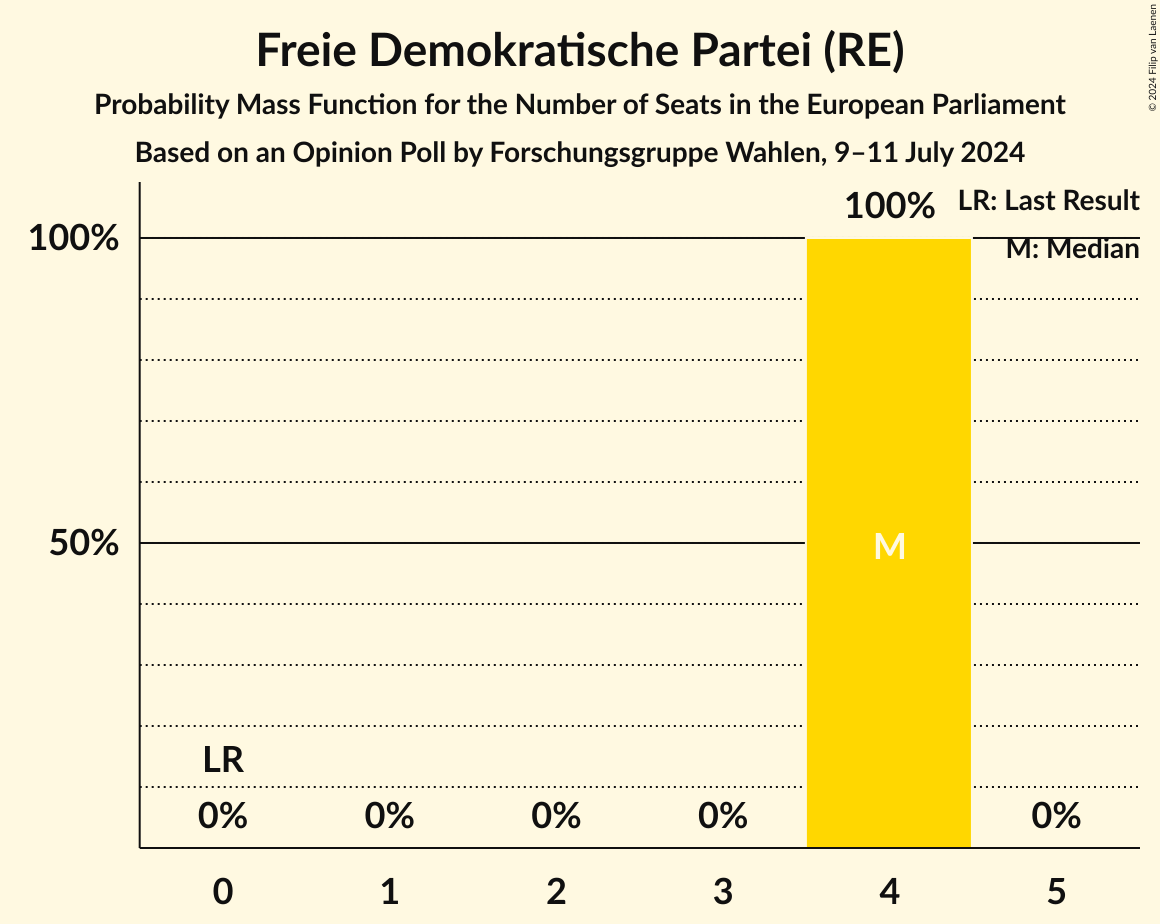 Freie Demokratische Partei (RE)
Probability Mass Function for the Number of Seats in the European Parliament
Based on an Opinion Poll by Forschungsgruppe Wahlen, 9–11 July 2024
© 2024 Filip van Laenen
LR: Last Result
M: Median
100%
100%
50%
M
LR
0% 0% 0% 0% 0%
0 1 2 3 4 5